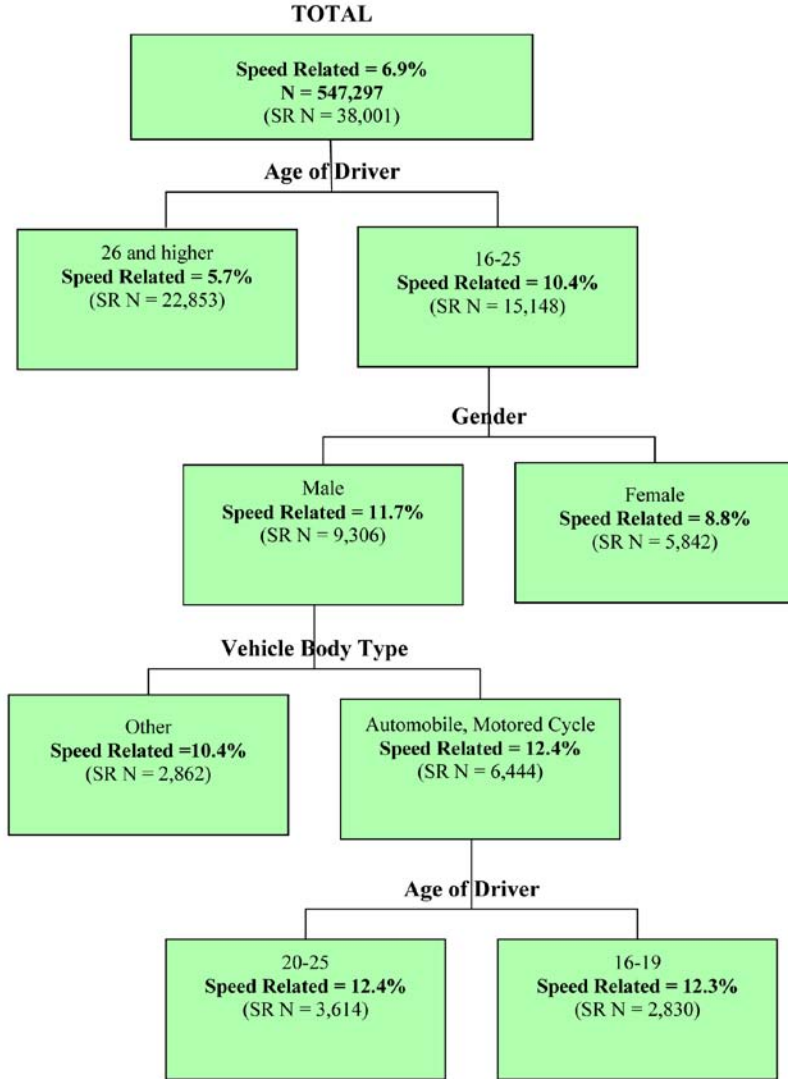 TOTAL
Speed Related = 6.9%
N = 547,297
(SR N = 38,001)
Age of Driver
26 and higher
Speed Related = 5.7%
(SR N = 22,853)
16-25
Speed Related = 10.4%
(SR N = 15,148)
Gender
Male
Speed Related = 11.7%
(SR N = 9,306)
Female
Speed Related = 8.8%
(SR N = 5,842)
Vehicle Body Type
Other
Speed Related =10.4%
(SR N = 2,862)
Automobile, Motored Cycle
Speed Related = 12.4%
(SR N = 6,444)
Age of Driver
20-25
Speed Related = 12.4%
(SR N = 3,614)
16-19
Speed Related = 12.3%
(SR N = 2,830)